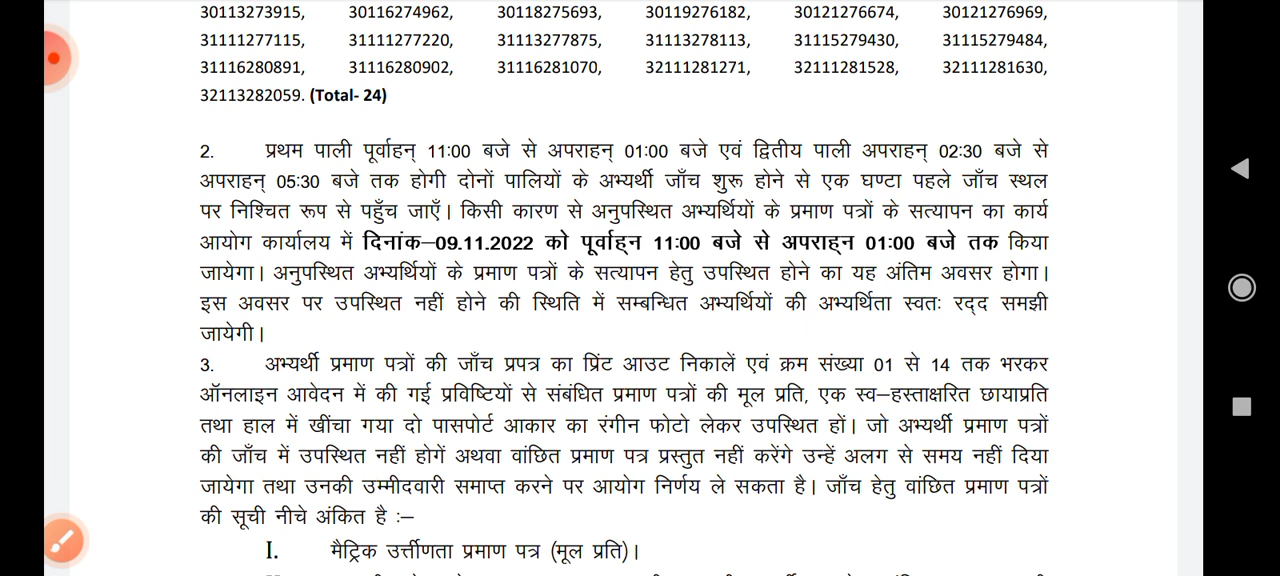 30113273915, 30116274962, 30118275693, 30119276182, 30121276674, 30121276969,
31111277115, 31111277220, 31113277875, 31113278113, 31115279430, 31115279484,
31116280891, 31116280902, 31116281070, 32111281271, 32111281528, 32111281630,
32113282059. (Total- 24)
2. प्रथम पाली पूर्वाहन् 11:00 बजे से अपराहन् 01:00 बजे एवं द्वितीय पाली अपराहन् 02:30 बजे से
अपराहन् 05:30 बजे तक होगी दोनों पालियों के अभ्यर्थी जाँच शुरू होने से एक घण्टा पहले जाँच स्थल
पर निश्चित रूप से पहुँच जाएँ। किसी कारण से अनुपस्थित अभ्यर्थियों के प्रमाण पत्रों के सत्यापन का कार्य
आयोग कार्यालय में दिनांक–09.11.2022 को पूर्वाह्न 11:00 बजे से अपराह्न 01:00 बजे तक किया
जायेगा। अनुपस्थित अभ्यर्थियों के प्रमाण पत्रों के सत्यापन हेतु उपस्थित होने का यह अंतिम अवसर होगा।
इस अवसर पर उपस्थित नहीं होने की स्थिति में सम्बन्धित अभ्यर्थियों की अभ्यर्थिता स्वतः रद्द समझी
जायेगी।
3. अभ्यर्थी प्रमाण पत्रों की जाँच प्रपत्र का प्रिंट आउट निकालें एवं क्रम संख्या 01 से 14 तक भरकर
ऑनलाइन आवेदन में की गई प्रविष्टियों से संबंधित प्रमाण पत्रों की मूल प्रति, एक स्व–हस्ताक्षरित छायाप्रति
तथा हाल में खींचा गया दो पासपोर्ट आकार का रंगीन फोटो लेकर उपस्थित हों। जो अभ्यर्थी प्रमाण पत्रों
की जाँच में उपस्थित नहीं होगें अथवा वांछित प्रमाण पत्र प्रस्तुत नहीं करेंगे उन्हें अलग से समय नहीं दिया
जायेगा तथा उनकी उम्मीदवारी समाप्त करने पर आयोग निर्णय ले सकता है। जाँच हेतु वांछित प्रमाण पत्रों
की सूची नीचे अंकित है :–
I. मैट्रिक उर्त्तीणता प्रमाण पत्र (मूल प्रति)।